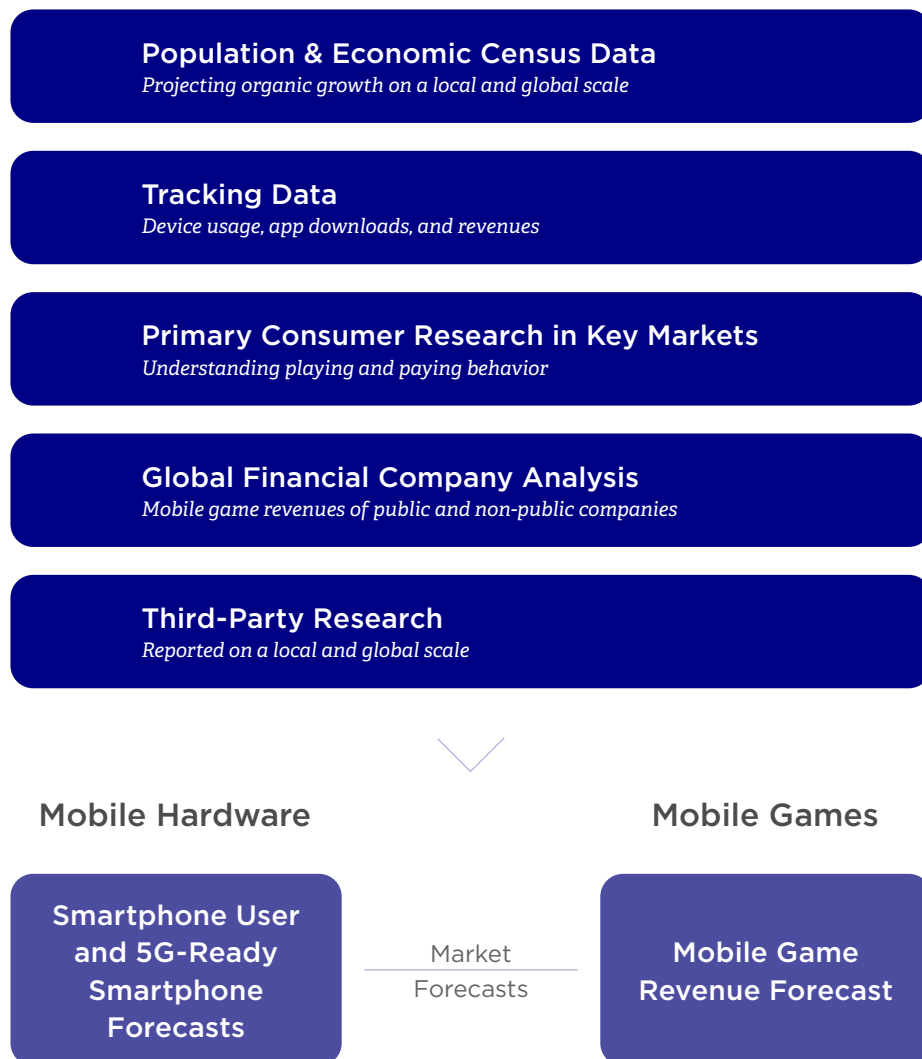 Population & Economic Census Data
Projecting organic growth on a local and global scale
Tracking Data
Device usage, app downloads, and revenues
Primary Consumer Research in Key Markets
Understanding playing and paying behavior
Global Financial Company Analysis
Mobile game revenues of public and non-public companies
Third-Party Research
Reported on a local and global scale
Mobile Hardware
Mobile Games
Smartphone User
and 5G-Ready
Smartphone
Forecasts
Market
Forecasts
Mobile Game
Revenue Forecast